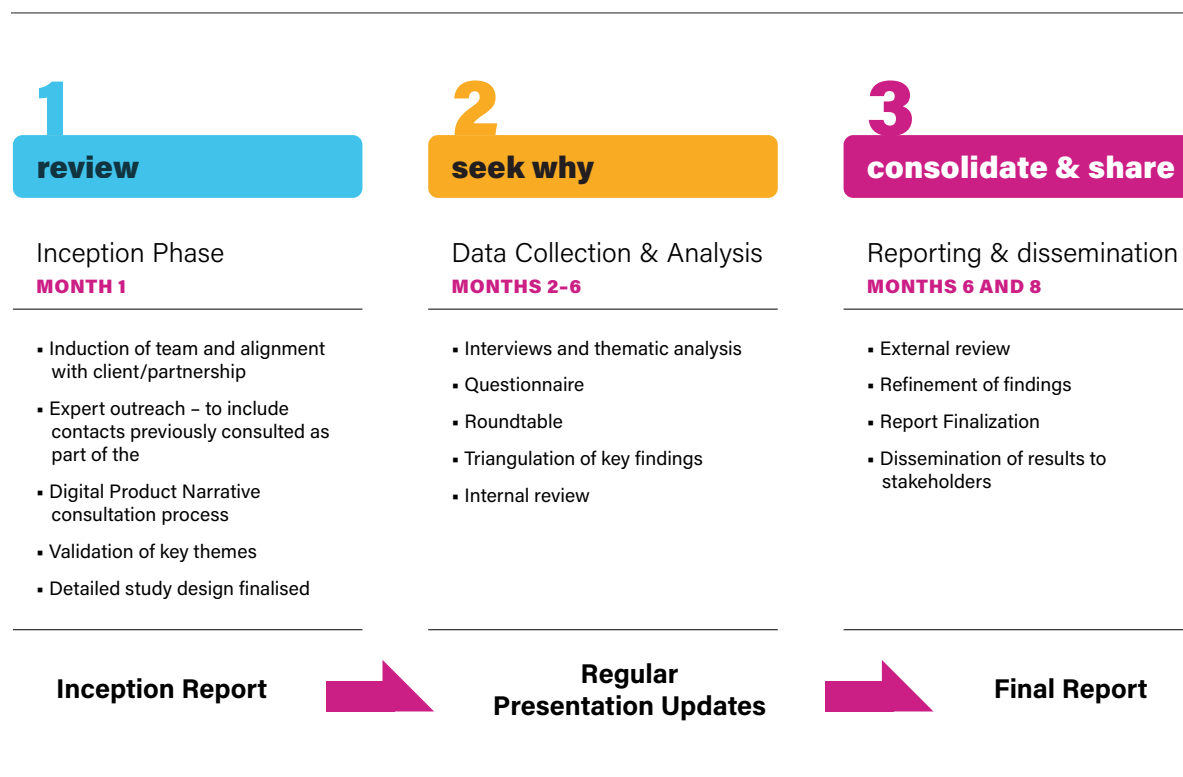 1
review
Inception Phase
MONTH 1
▪ Induction of team and alignment
with client/partnership
▪ Expert outreach – to include
contacts previously consulted as
part of the
▪ Digital Product Narrative
consultation process
▪ Validation of key themes
▪ Detailed study design finalised
Inception Report
2
seek why
Data Collection & Analysis
MONTHS 2–6
▪ Interviews and thematic analysis
▪ Questionnaire
▪ Roundtable
▪ Triangulation of key findings
▪ Internal review
Regular
Presentation Updates
3
consolidate & share
Reporting & dissemination
MONTHS 6 AND 8
▪ External review
▪ Refinement of findings
▪ Report Finalization
▪ Dissemination of results to
stakeholders
Final Report